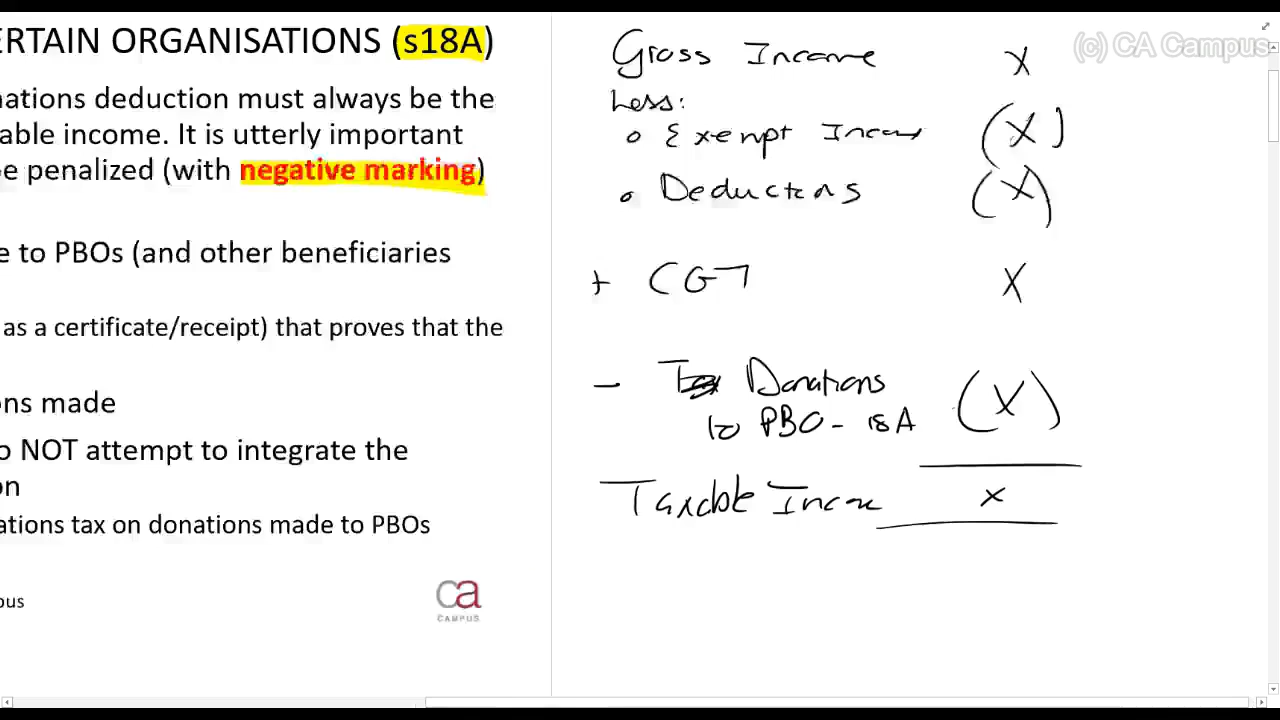 ERTAIN ORGANISATIONS (s18A)
nations deduction must always be the
able income. It is utterly important
e penalized (with negative marking)
e to PBOs (and other beneficiaries
as a certificate/receipt) that proves that the
ons made
o NOT attempt to integrate the
on
ations tax on donations made to PBOs
pus
ca
CAMPUS
(c) CA Campus
Gross Income X
Less:
o Exempt Income (X)
o Deductions (X)
+ CGT X
- Donations
to PBO - 18A (X)
Taxable Income x